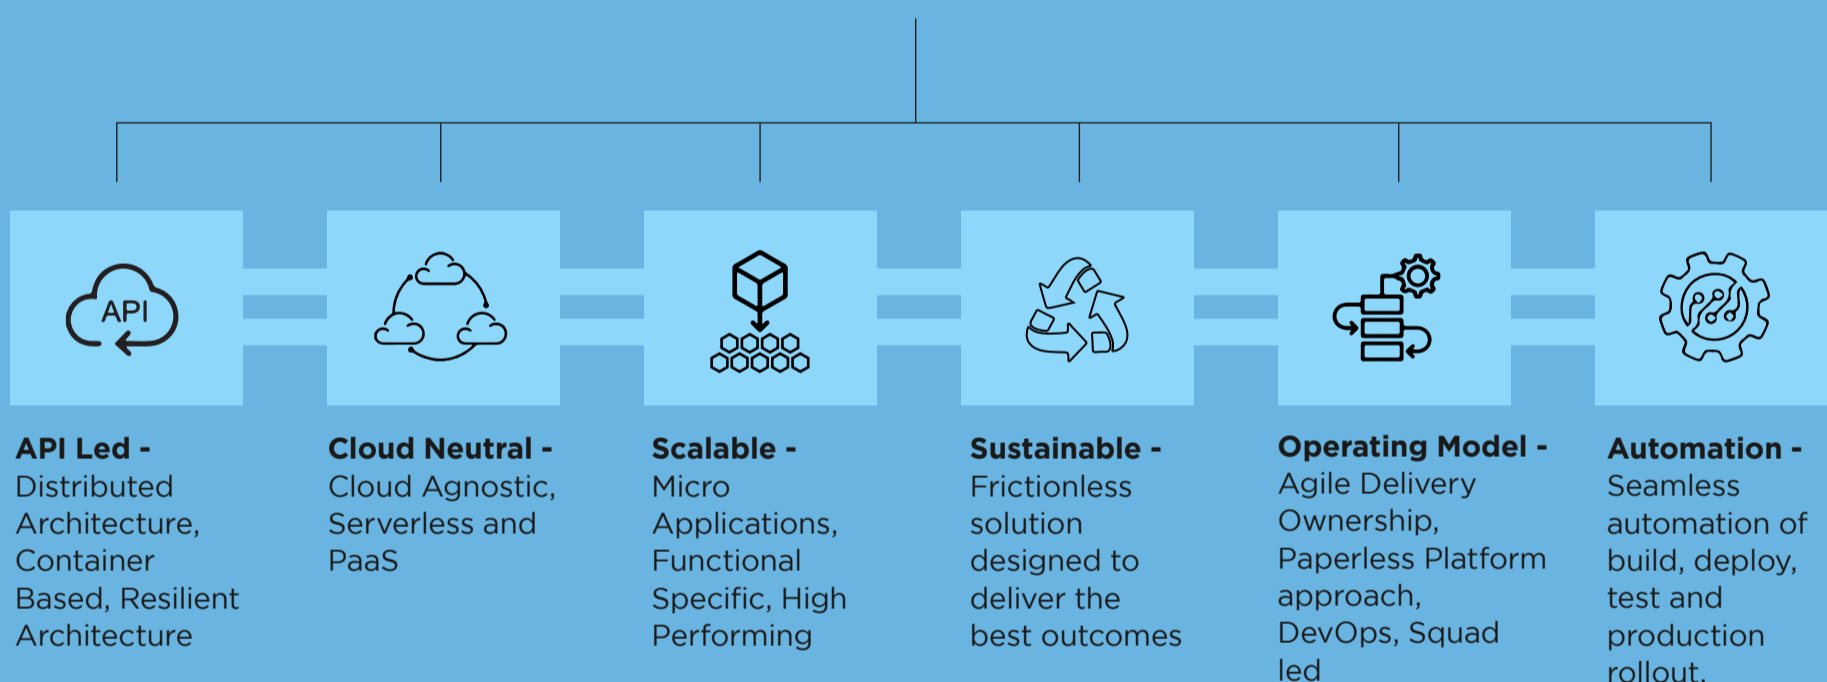 API
API Led -
Distributed
Architecture,
Container
Based, Resilient
Architecture
Cloud Neutral -
Cloud Agnostic,
Serverless and
PaaS
Scalable -
Micro
Applications,
Functional
Specific, High
Performing
Sustainable -
Frictionless
solution
designed to
deliver the
best outcomes
Operating Model -
Agile Delivery
Ownership,
Paperless Platform
approach,
DevOps, Squad
led
Automation -
Seamless
automation of
build, deploy,
test and
production
rollout.